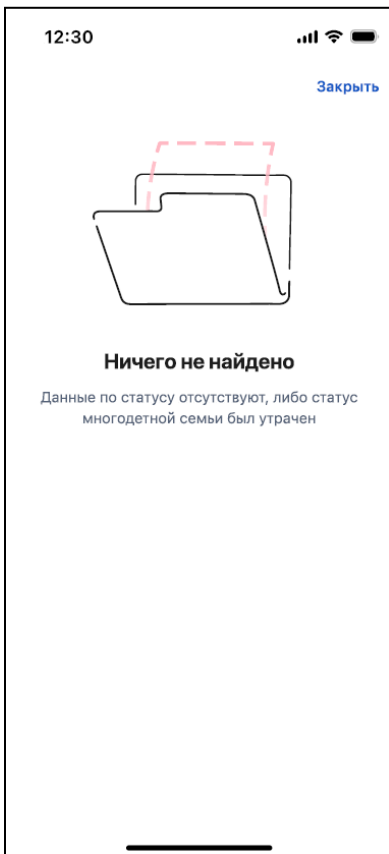 12:30
Закрыть
Ничего не найдено
Данные по статусу отсутствуют, либо статус
многодетной семьи был утрачен